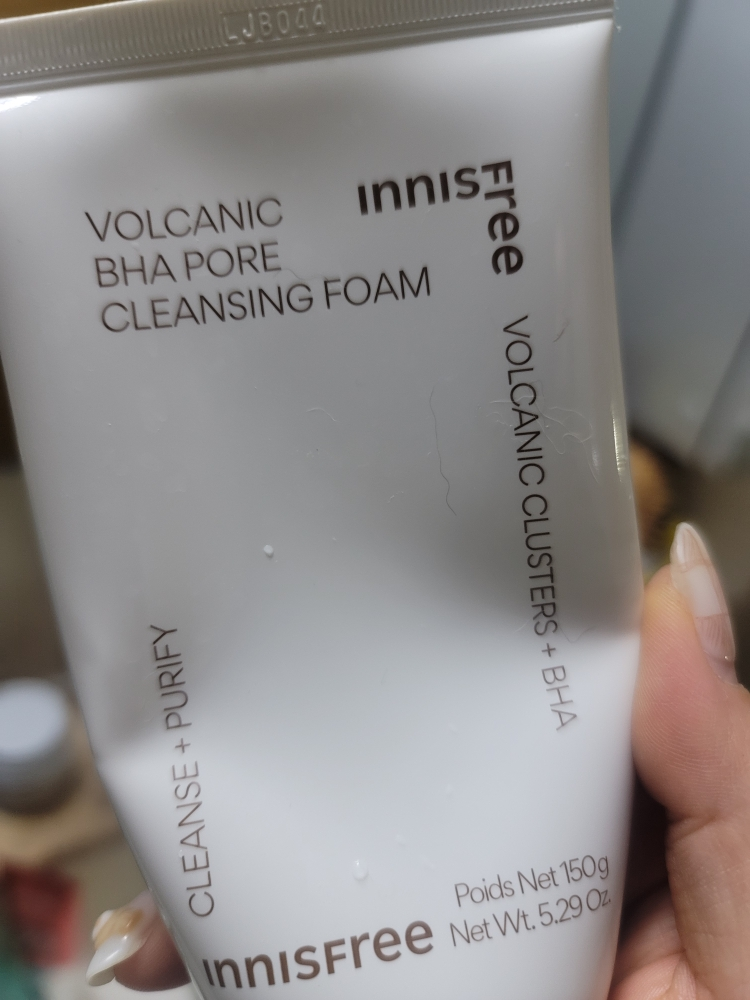 LJB044
INNISFree
VOLCANIC
BHA PORE
CLEANSING FOAM
VOLCANIC CLUSTERS + BHA
CLEANSE + PURIFY
Poids Net 150g
Net Wt. 5.29 Oz.
INNISFree